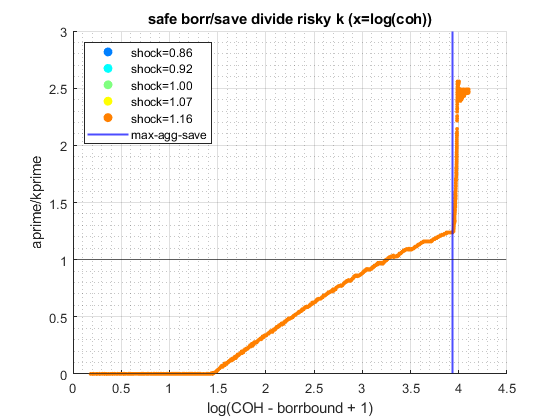 safe borr/save divide risky k (x=log(coh))
3
2.5
2
1.5
1
0.5
0
aprime/kprime
shock=0.86
shock=0.92
shock=1.00
shock=1.07
shock=1.16
max-agg-save
0 0.5 1 1.5 2 2.5 3 3.5 4 4.5
log(COH - borrbound + 1)